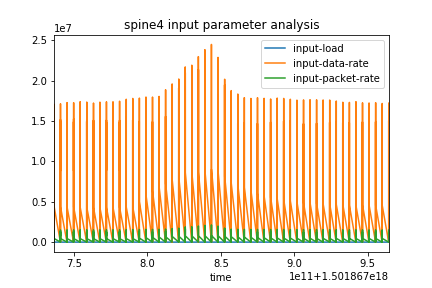 spine4 input parameter analysis
1e7
2.5
2.0
1.5
1.0
0.5
0.0
input-load
input-data-rate
input-packet-rate
7.5 8.0 8.5 9.0 9.5
time
1e11+1.501867e18